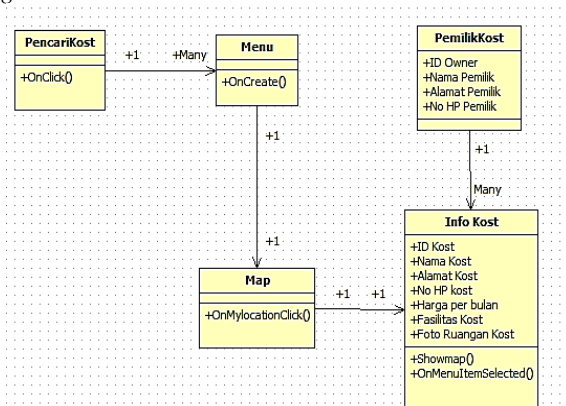 PencariKost
+OnClick()
+1
+Many
Menu
+OnCreate()
+1
+1
Map
+OnMylocationClick()
+1
+1
PemilikKost
+ID Owner
+Nama Pemilik
+Alamat Pemilik
+No HP Pemilik
+1
Many
Info Kost
+ID Kost
+Nama Kost
+Alamat Kost
+No HP kost
+Harga per bulan
+Fasilitas Kost
+Foto Ruangan Kost
+Showmap()
+OnMenuItemSelected()